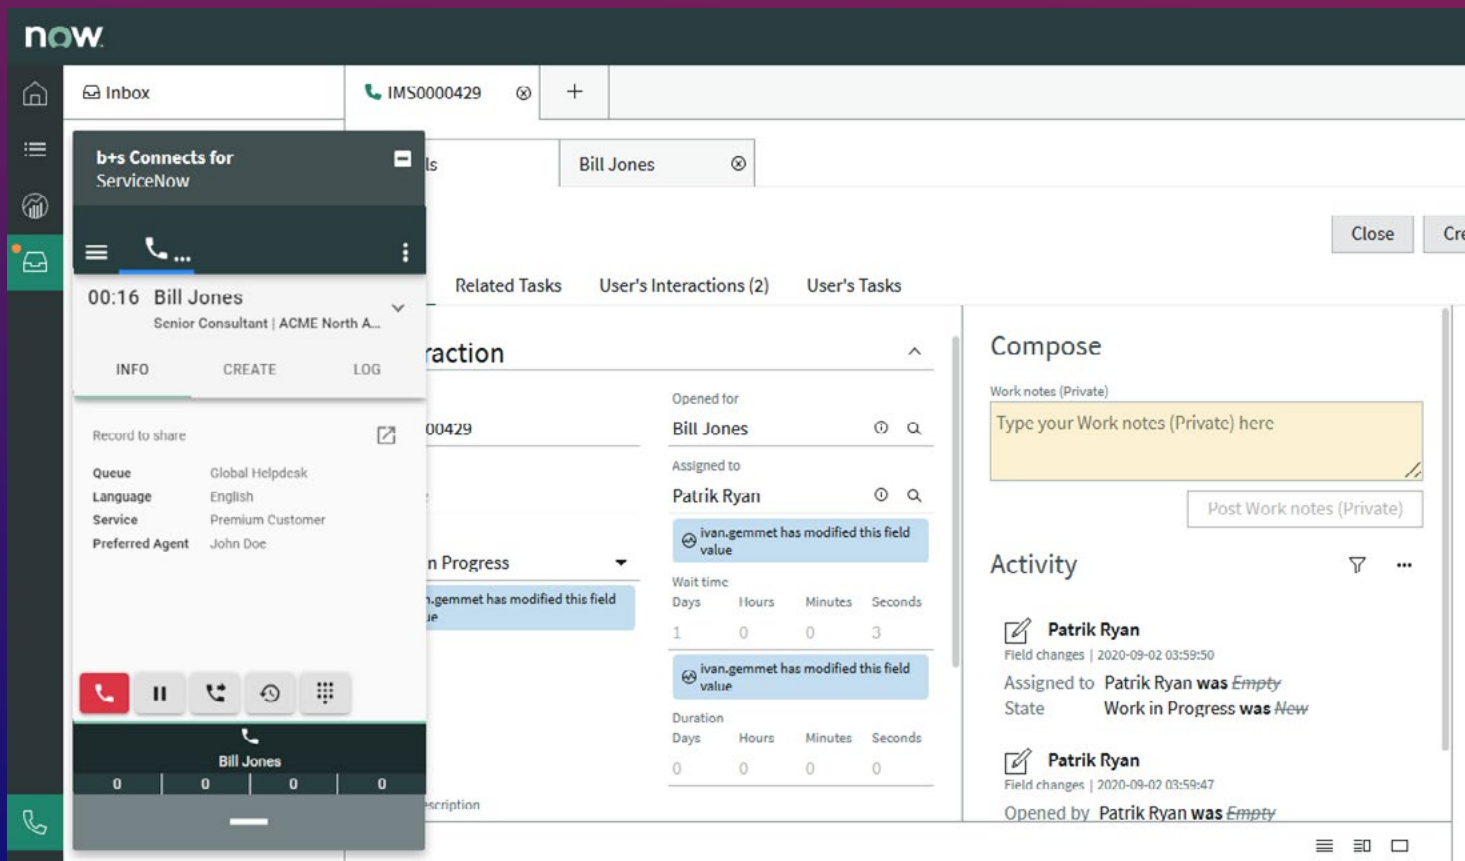 now
Inbox
IMS0000429
b+s Connects for
ServiceNow
ls
Bill Jones
Close
Cre
00:16 Bill Jones
Senior Consultant | ACME North A...
INFO CREATE LOG
Related Tasks User's Interactions (2) User's Tasks
Record to share
Queue Global Helpdesk
Language English
Service Premium Customer
Preferred Agent John Doe
Bill Jones
0 0 0 0
raction
00429
n Progress
n.gemmet has modified this field
ue
escription
Opened for
Bill Jones
Assigned to
Patrik Ryan
ivan.gemmet has modified this field
value
Wait time
Days Hours Minutes Seconds
1 0 0 3
ivan.gemmet has modified this field
value
Duration
Days Hours Minutes Seconds
0 0 0 0
Compose
Work notes (Private)
Type your Work notes (Private) here
Post Work notes (Private)
Activity
Patrik Ryan
Field changes | 2020-09-02 03:59:50
Assigned to Patrik Ryan was Empty
State Work in Progress was New
Patrik Ryan
Field changes | 2020-09-02 03:59:47
Opened by Patrik Ryan was Empty